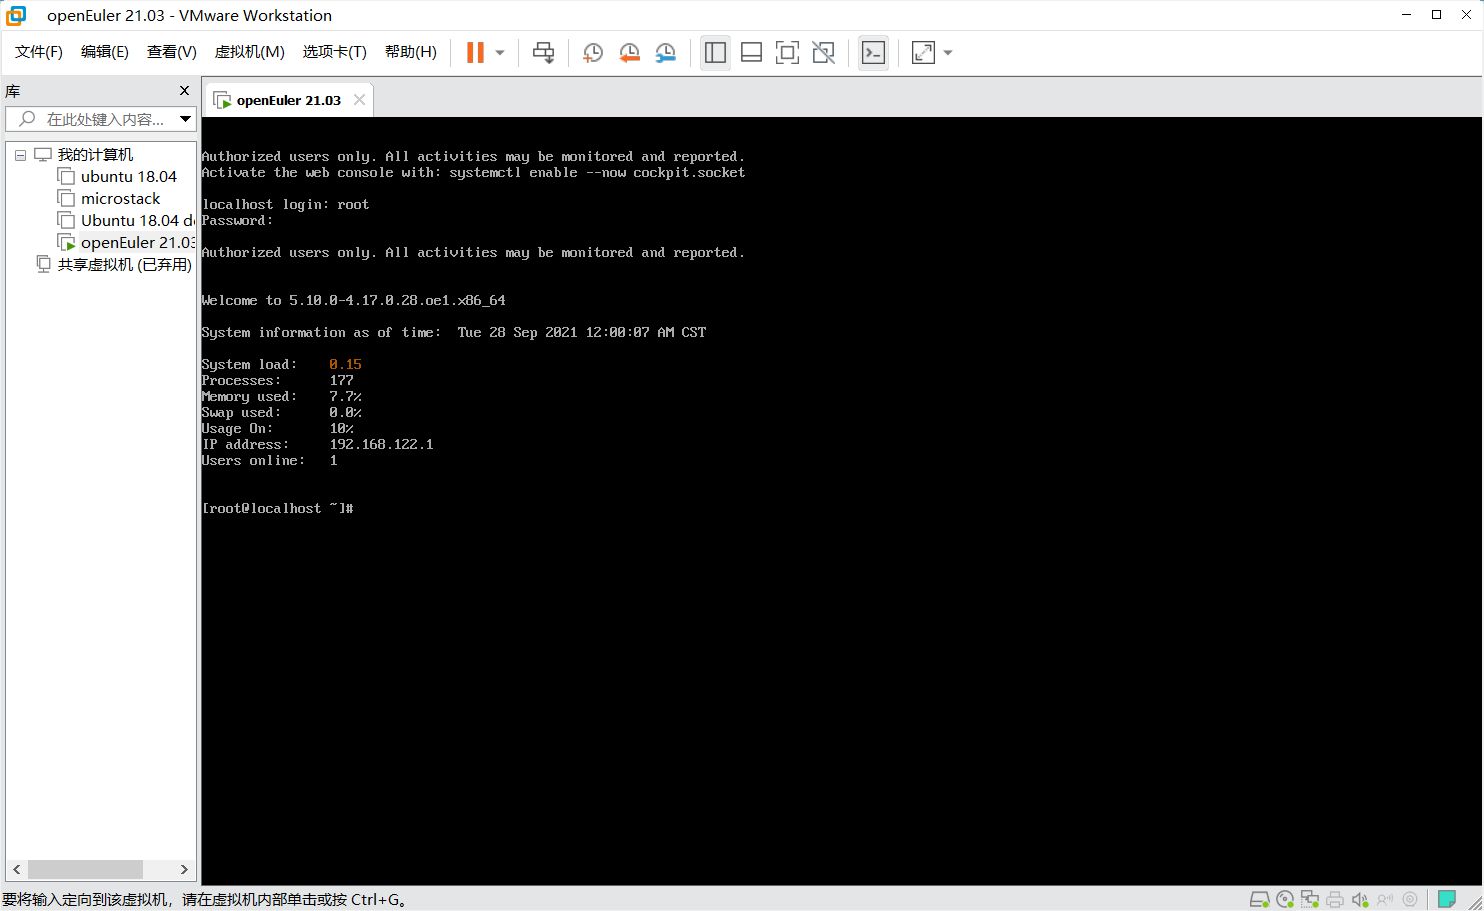 openEuler 21.03 - VMware Workstation
文件(F) 编辑(E) 查看(V) 虚拟机(M) 选项卡(T) 帮助(H)
库
在此处键入内容...
我的计算机
ubuntu 18.04
microstack
Ubuntu 18.04 de
openEuler 21.03
共享虚拟机 (已弃用)
openEuler 21.03
Authorized users only. All activities may be monitored and reported.
Activate the web console with: systemctl enable --now cockpit.socket
localhost login: root
Password:
Authorized users only. All activities may be monitored and reported.
Welcome to 5.10.0-4.17.0.28.oe1.x86_64
System information as of time:  Tue 28 Sep 2021 12:00:07 AM CST
System load:    0.15
Processes:      177
Memory used:    7.7%
Swap used:      0.0%
Usage On:       10%
IP address:     192.168.122.1
Users online:   1
[root@localhost ~]#
要将输入定向到该虚拟机，请在虚拟机内部单击或按 Ctrl+G。